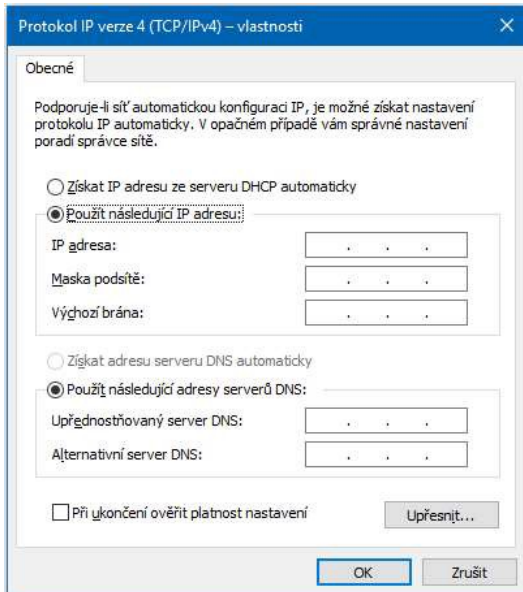 Protokol IP verze 4 (TCP/IPv4) – vlastnosti
Obecné
Podporuje-li síť automatickou konfiguraci IP, je možné získat nastavení
protokolu IP automaticky. V opačném případě vám správné nastavení
poradí správce sítě.
Získat IP adresu ze serveru DHCP automaticky
Použít následující IP adresu:
IP adresa: . . .
Maska podsítě: . . .
Výchozí brána: . . .
Získat adresu serveru DNS automaticky
Použít následující adresy serverů DNS:
Upřednostňovaný server DNS: . . .
Alternativní server DNS: . . .
Při ukončení ověřit platnost nastavení
Upřesnit...
OK Zrušit